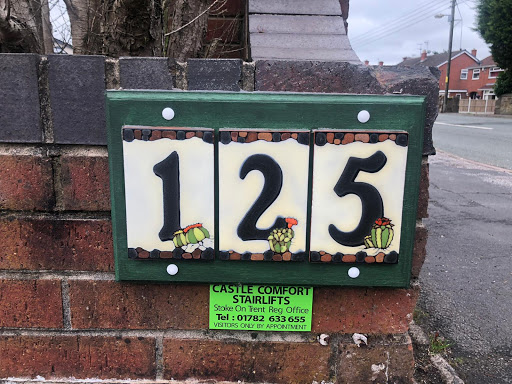 125
CASTLE COMFORT
STAIRLIFTS
Stoke On Trent Reg Office
Tel : 01782 633 655
VISITORS ONLY BY APPOINTMENT